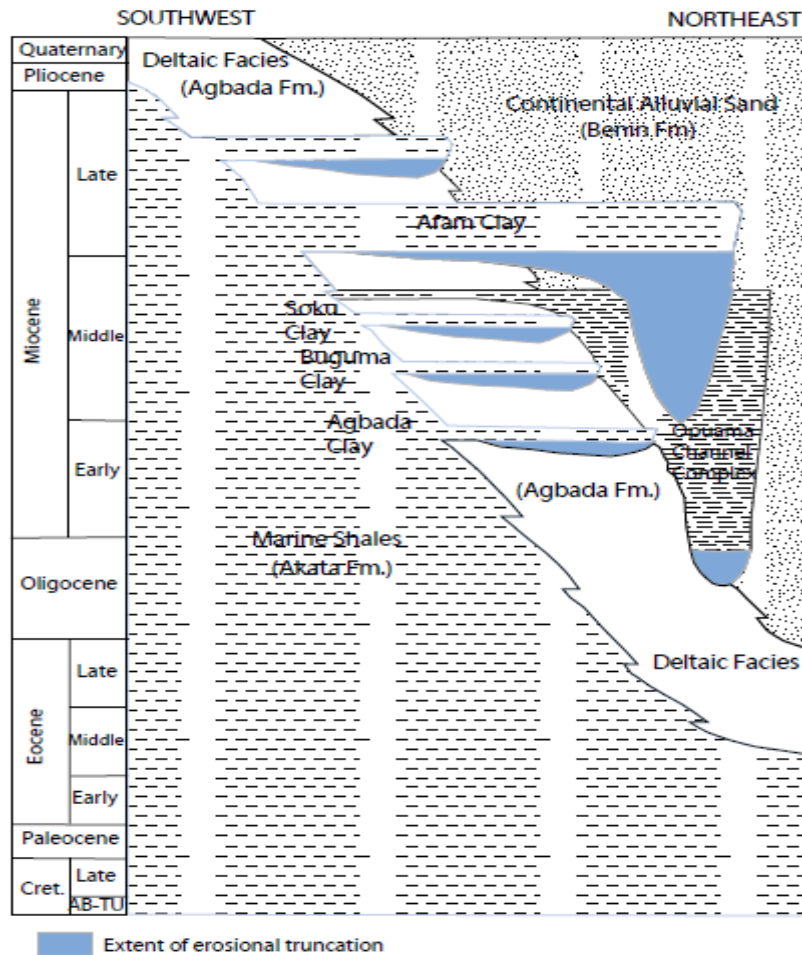 SOUTHWEST
NORTHEAST
Quaternary
Pliocene
Miocene
Late
Middle
Early
Oligocene
Eocene
Late
Middle
Early
Paleocene
Cret.
Late
AB-TU
Deltaic Facies
(Agbada Fm.)
Continental Alluvial Sand
(Benin Fm)
Afam Clay
Soku
Clay
Buguma
Clay
Agbada
Clay
Opuama
Channel
Complex
(Agbada Fm.)
Marine Shales
(Akata Fm.)
Deltaic Facies
Extent of erosional truncation